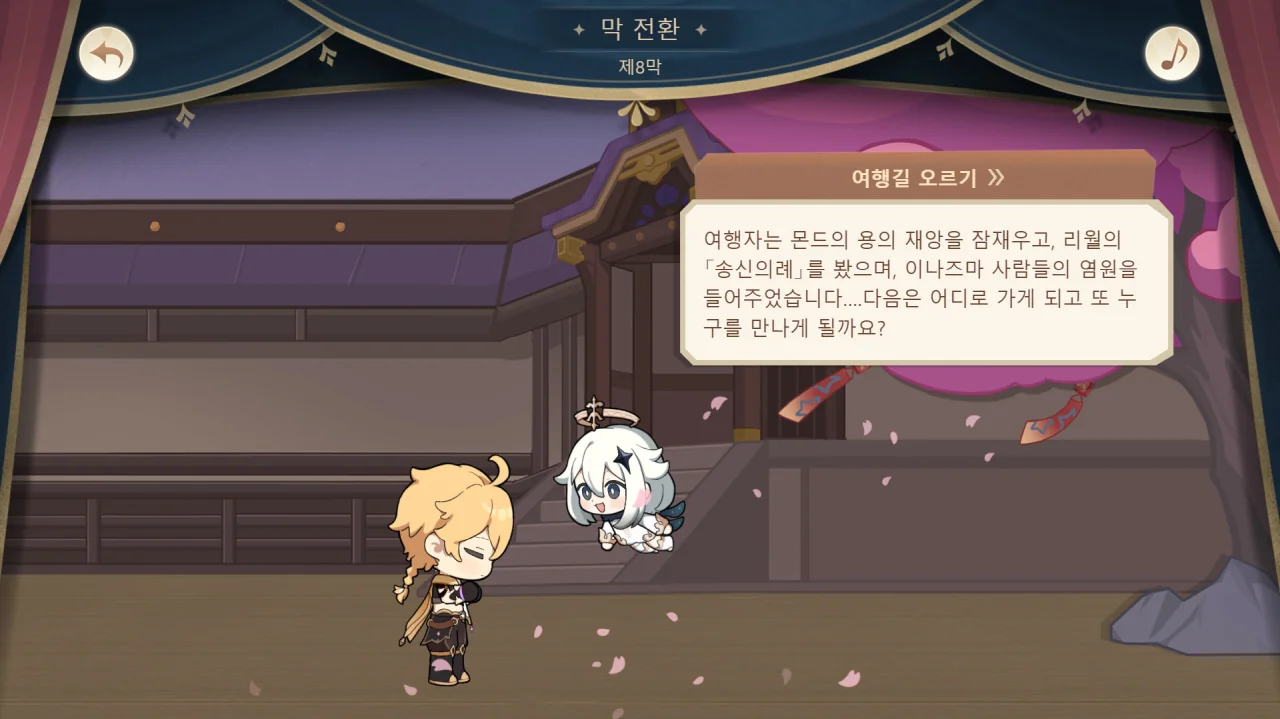 막 전환
제8막
여행길 오르기 »
여행자는 몬드의 용의 재앙을 잠재우고, 리월의
「송신의례」를 봤으며, 이나즈마 사람들의 염원을
들어주었습니다....다음은 어디로 가게 되고 또 누
구를 만나게 될까요?